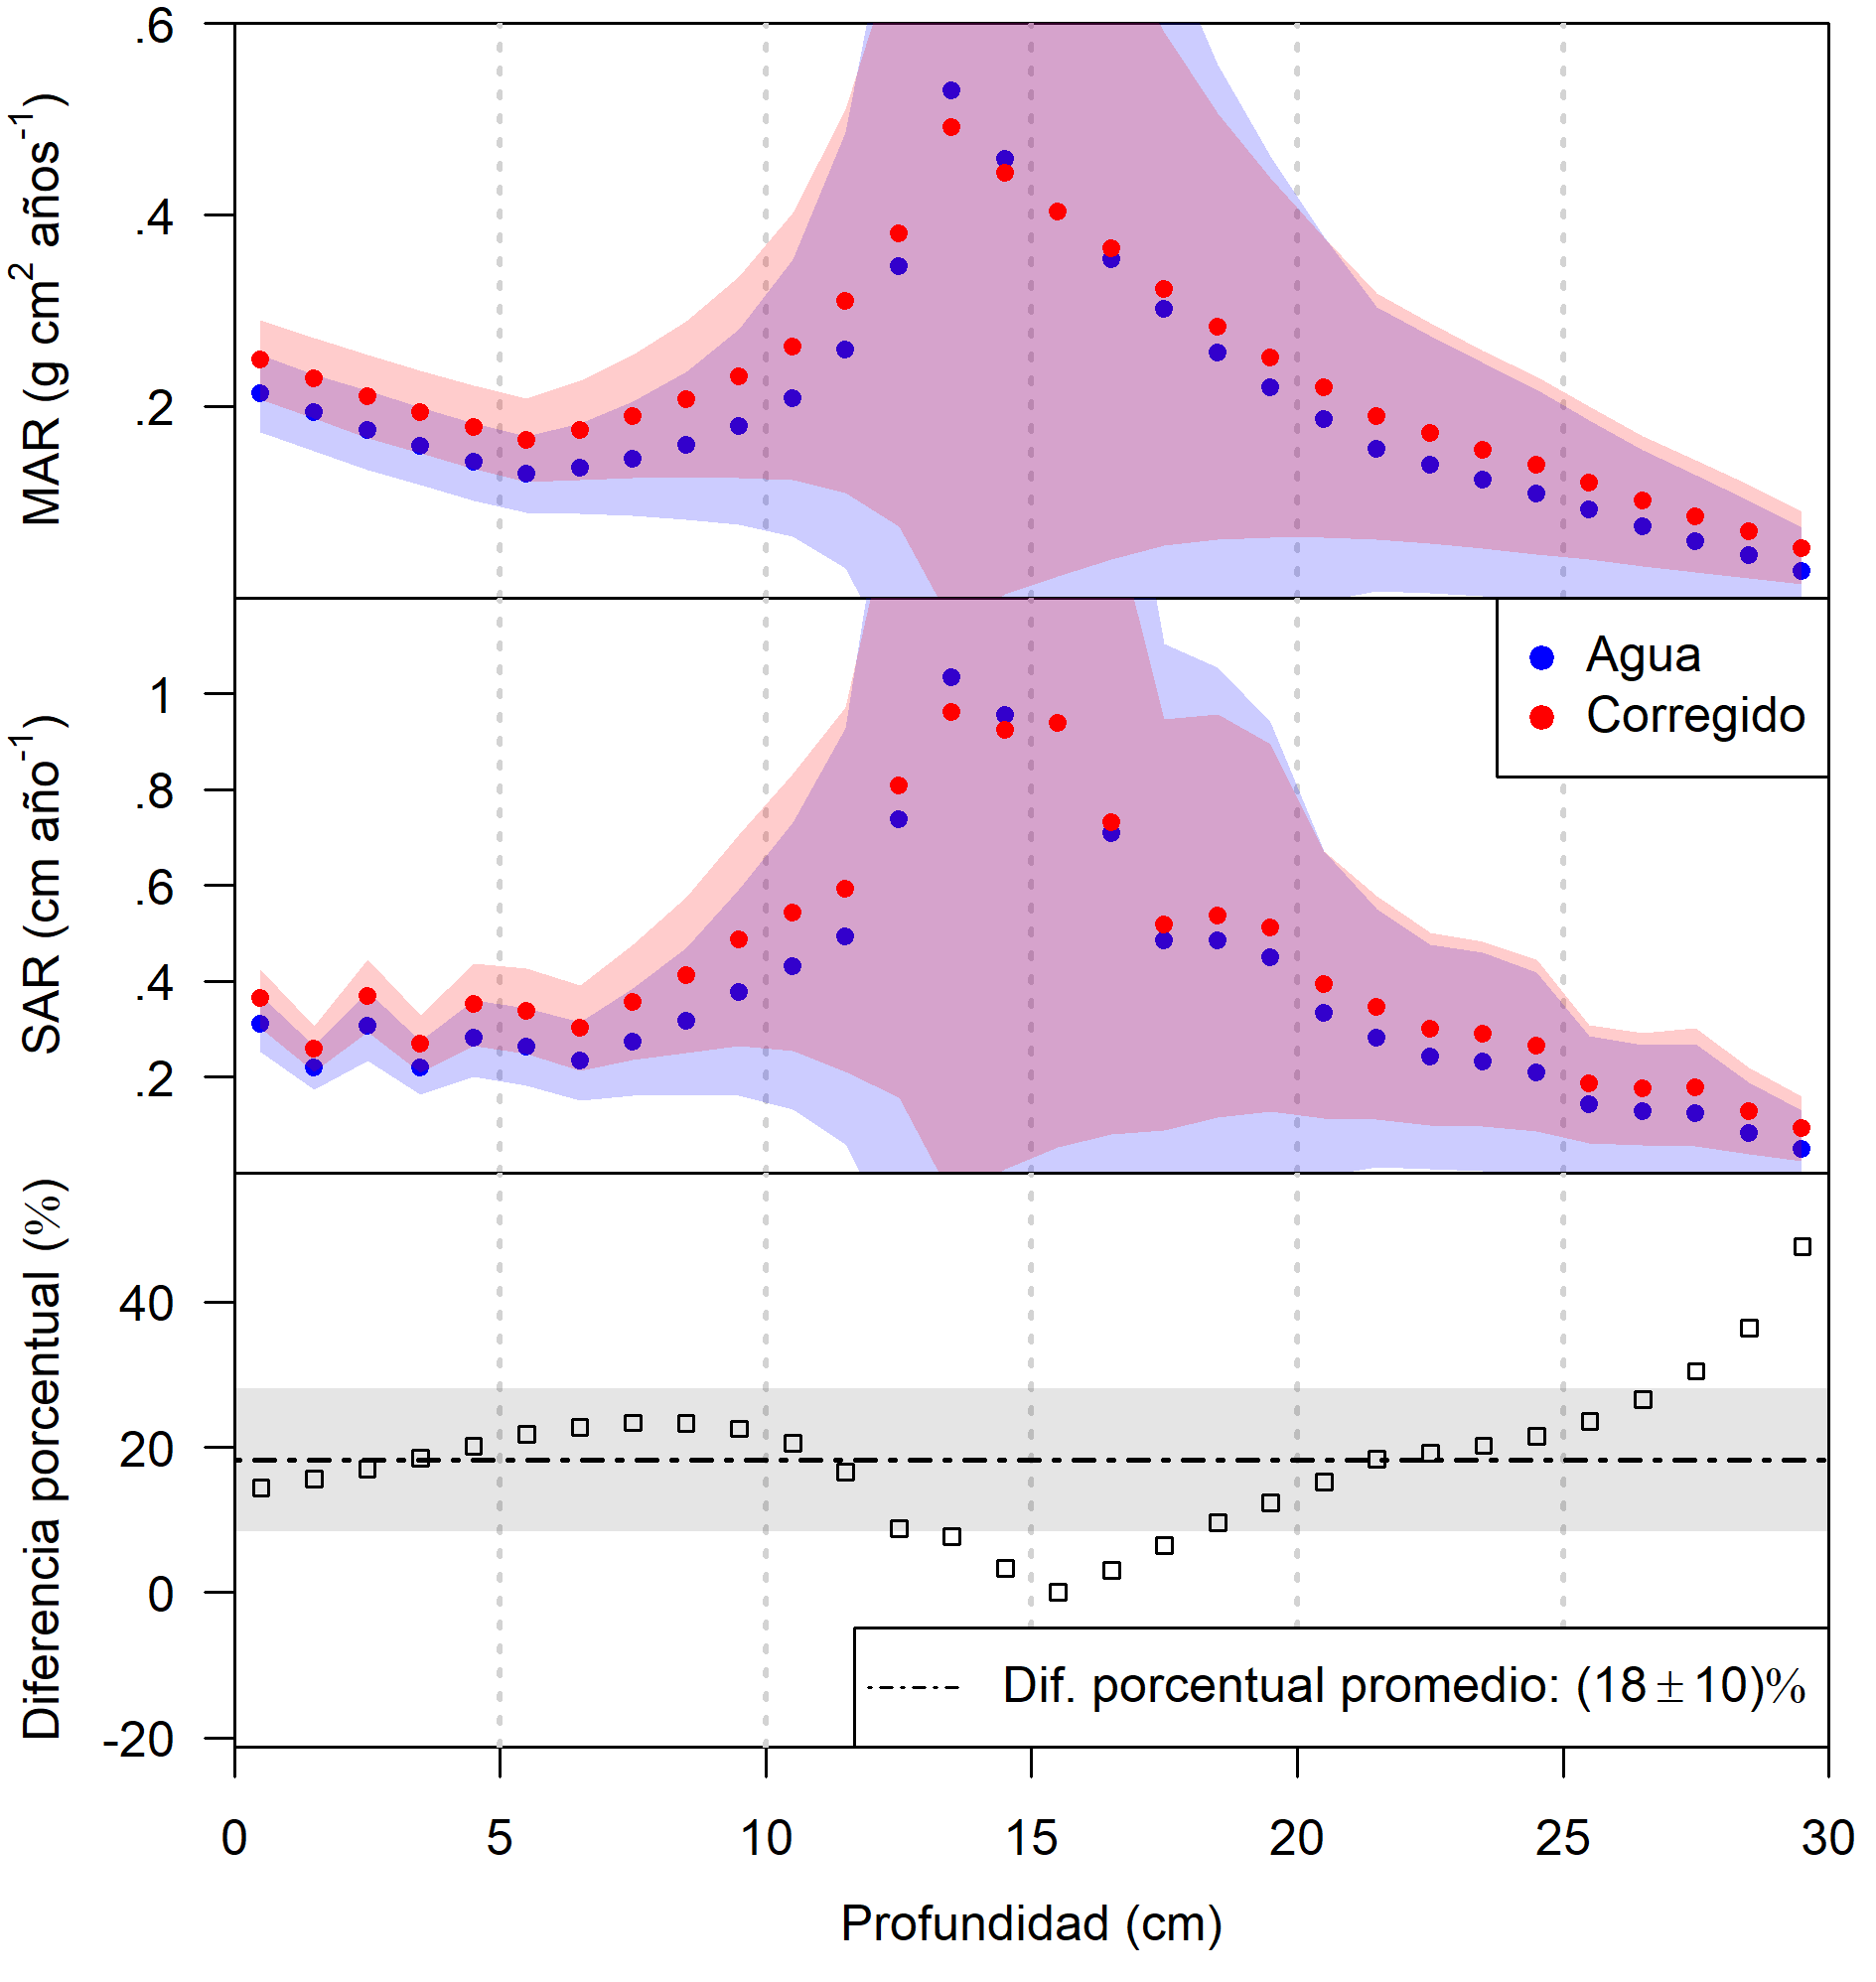 MAR (g cm² años⁻¹)
.6
.4
.2
SAR (cm año⁻¹)
1
.8
.6
.4
.2
Agua
Corregido
Diferencia porcentual (%)
40
20
0
-20
Dif. porcentual promedio: (18 ± 10)%
0 5 10 15 20 25 30
Profundidad (cm)